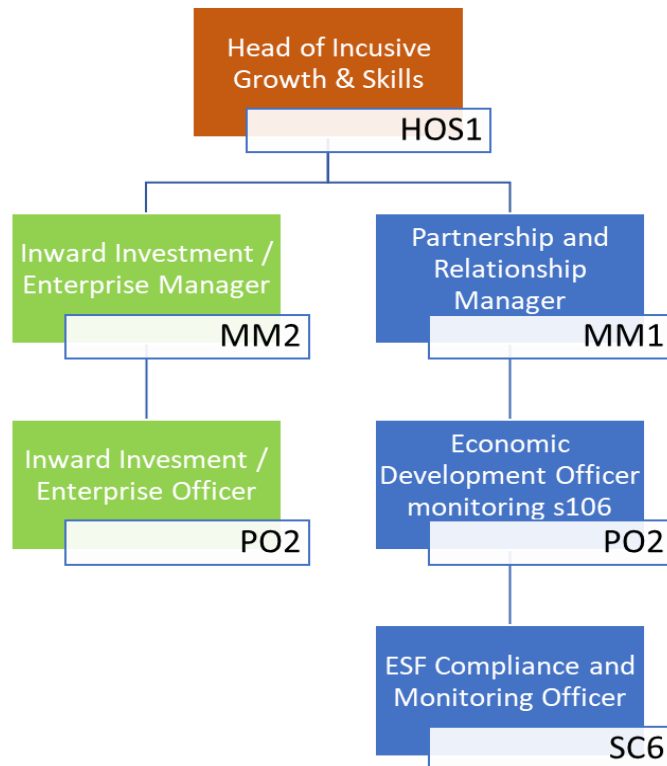 Head of Incusive
Growth & Skills
HOS1
Inward Investment /
Enterprise Manager
MM2
Partnership and
Relationship
Manager
MM1
Inward Invesment /
Enterprise Officer
PO2
Economic
Development Officer
monitoring s106
PO2
ESF Compliance and
Monitoring Officer
SC6